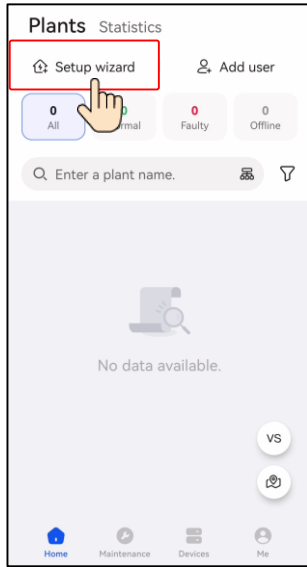 Plants Statistics
Setup wizard Add user
0 0 0
All Faulty Offline
Enter a plant name.
No data available.
VS
Home Maintenance Devices Me